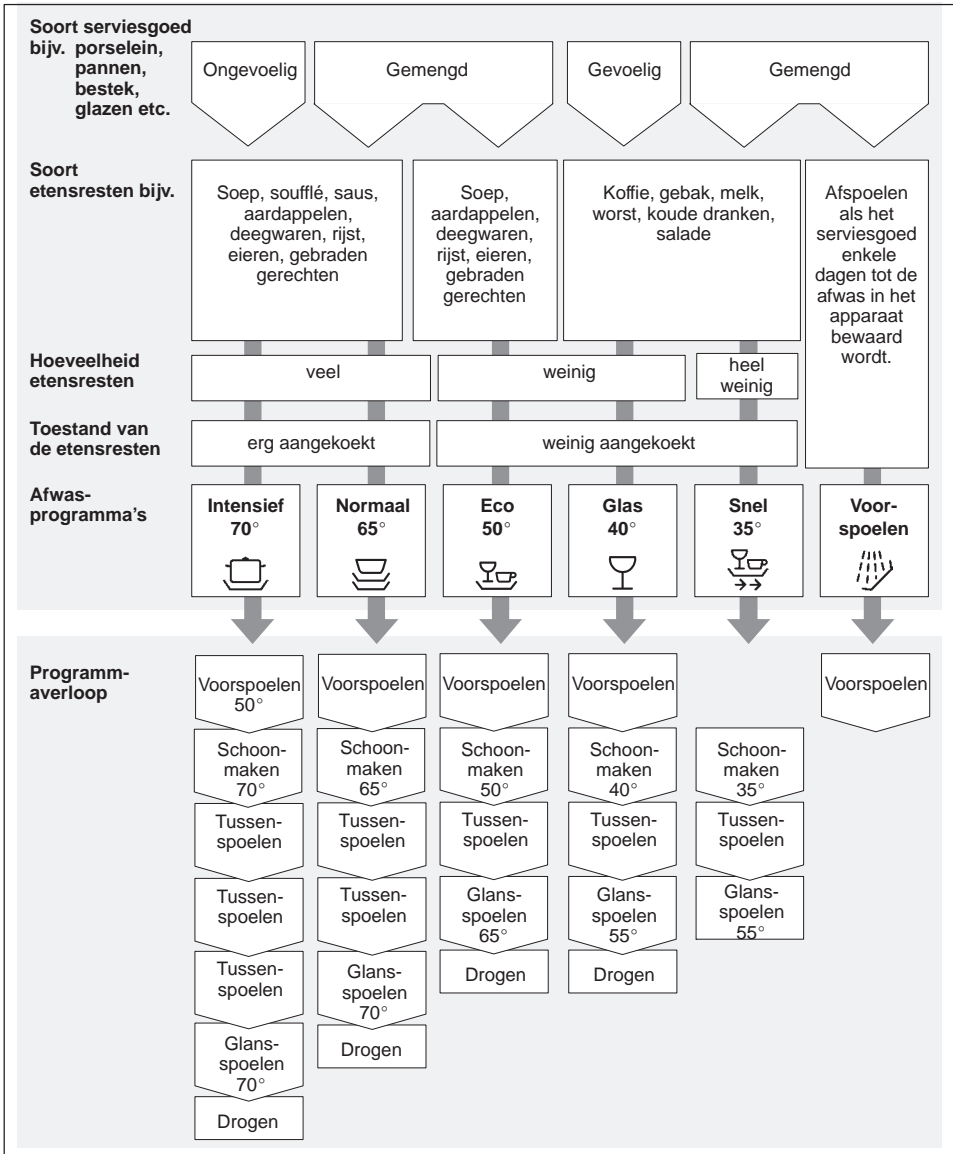 Soort serviesgoed
bijv. porselein,
pannen,
bestek,
glazen etc.
Ongevoelig
Gemengd
Gevoelig
Gemengd
Soort
etensresten bijv.
Soep, soufflé, saus,
aardappelen,
deegwaren, rijst,
eieren, gebraden
gerechten
Soep,
aardappelen,
deegwaren,
rijst, eieren,
gebraden
gerechten
Koffie, gebak, melk,
worst, koude dranken,
salade
Afspoelen
als het
serviesgoed
enkele
dagen tot de
afwas in het
apparaat
bewaard
wordt.
Hoeveelheid
etensresten
veel
weinig
heel
weinig
Toestand van
de etensresten
erg aangekoekt
weinig aangekoekt
Afwas-
programma's
Intensief
70°
Normaal
65°
Eco
50°
Glas
40°
Snel
35°
Voor-
spoelen
Programm-
averloop
Voorspoelen
50°
Voorspoelen
Voorspoelen
Voorspoelen
Voorspoelen
Schoon-
maken
70°
Schoon-
maken
65°
Schoon-
maken
50°
Schoon-
maken
40°
Schoon-
maken
35°
Tussen-
spoelen
Tussen-
spoelen
Tussen-
spoelen
Tussen-
spoelen
Tussen-
spoelen
Tussen-
spoelen
Tussen-
spoelen
Glans-
spoelen
65°
Glans-
spoelen
55°
Glans-
spoelen
55°
Tussen-
spoelen
Glans-
spoelen
70°
Drogen
Drogen
Glans-
spoelen
70°
Drogen
Drogen